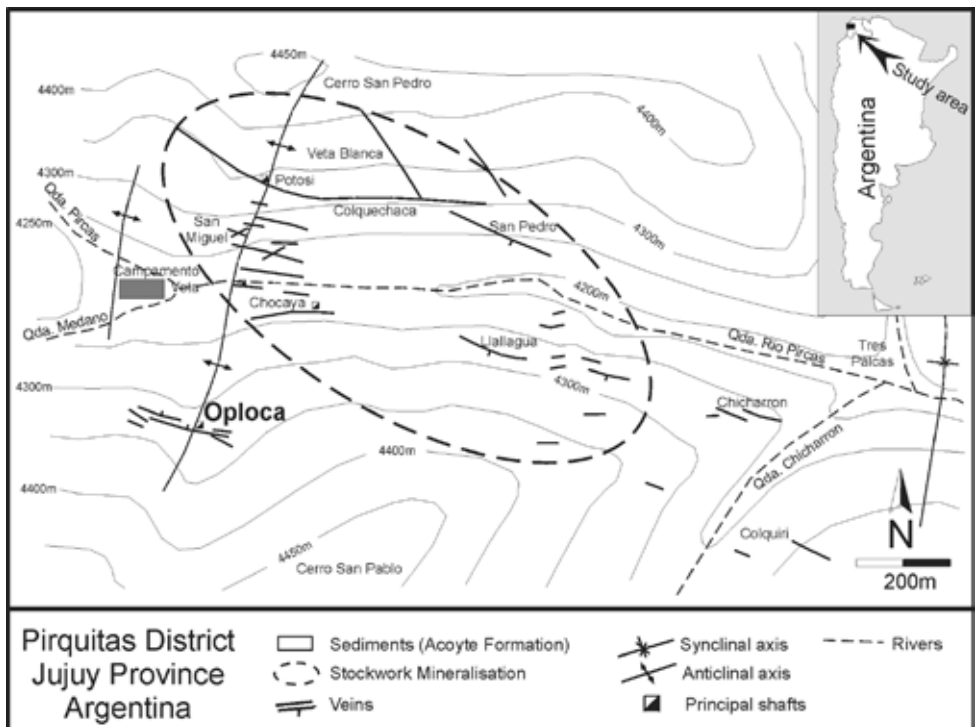 4450m
Cerro San Pedro
4400m
4400m
Study area
Argentina
Veta Blanca
4300m
Potosi
Qda. Pircas
4250m
Colquechaca
San
Miguel
San Pedro
4300m
Campamento
Veta
4200m
Chocaya
Qda. Medano
Llallagua
Qda. Rio Pircas
Tres
Palcas
4300m
4300m
Oploca
Chicharron
4400m
Qda. Chicharron
4400m
4450m
Cerro San Pablo
Colquiri
N
200m
Pirquitas District
Jujuy Province
Argentina
Sediments (Acoyte Formation)
Stockwork Mineralisation
Veins
Synclinal axis
Anticlinal axis
Principal shafts
Rivers